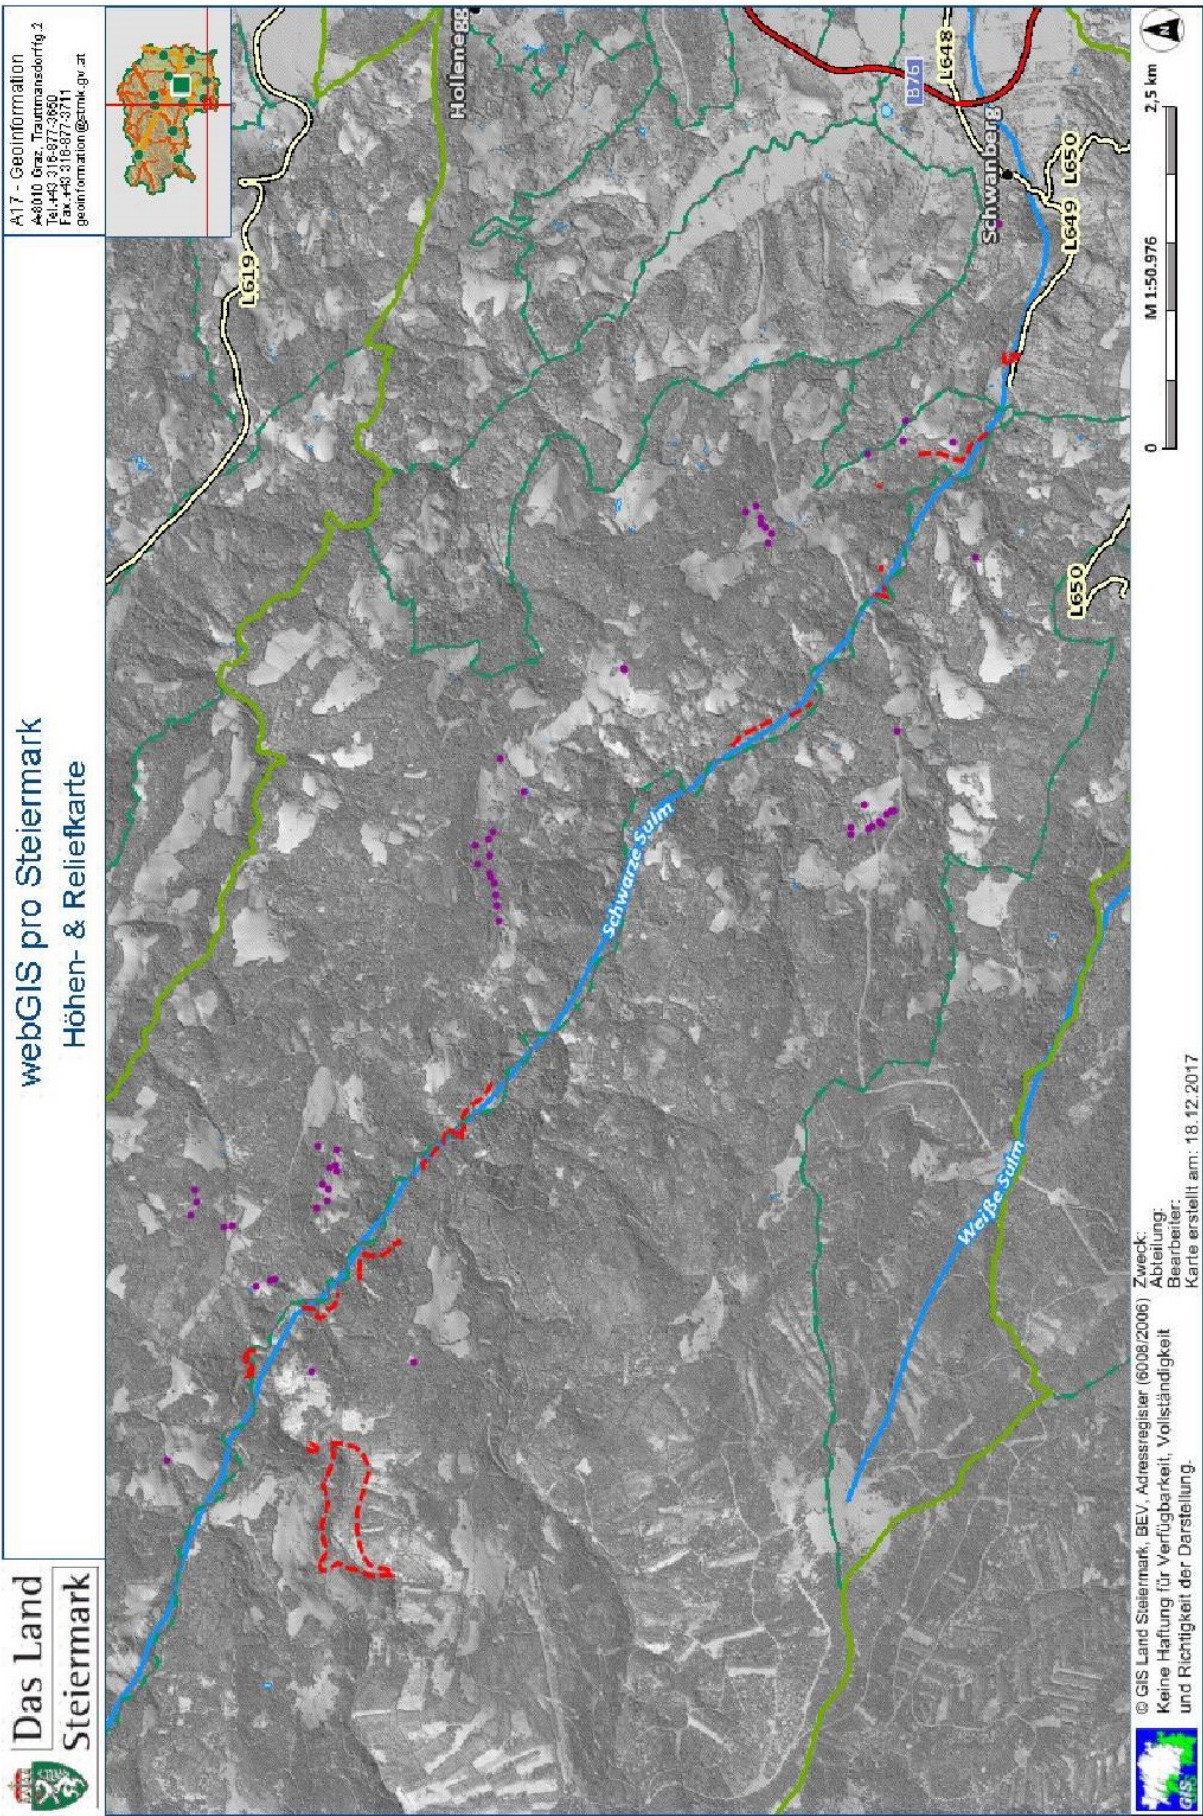 Das Land
Steiermark
webGIS pro Steiermark
Höhen- & Reliefkarte
A17 - Geoinformation
A-8010 Graz, Trauttmansdorffg.2
Tel.+43 316-877-3650
Fax.+43 316-877-3711
geoinformation@stmk.gv.at
L619
Hollenegg
B76
L648
Schwanberg
L649
L650
L650
Schwarze Sulm
Weiße Sulm
GIS
© GIS Land Steiermark, BEV, Adressregister (6008/2006)
Keine Haftung für Verfügbarkeit, Vollständigkeit
und Richtigkeit der Darstellung.
Zweck:
Abteilung:
Bearbeiter:
Karte erstellt am: 18.12.2017
0
M 1:50.976
2,5 km
N